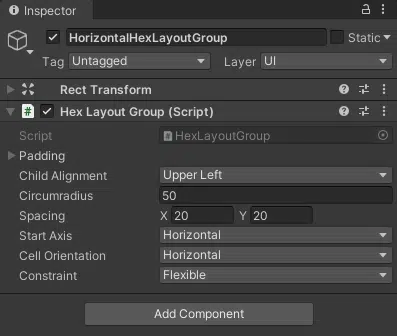 Inspector
HorizontalHexLayoutGroup Static
Tag Untagged Layer UI
Rect Transform
# Hex Layout Group (Script)
Script # HexLayoutGroup
Padding
Child Alignment Upper Left
Circumradius 50
Spacing X 20 Y 20
Start Axis Horizontal
Cell Orientation Horizontal
Constraint Flexible
Add Component